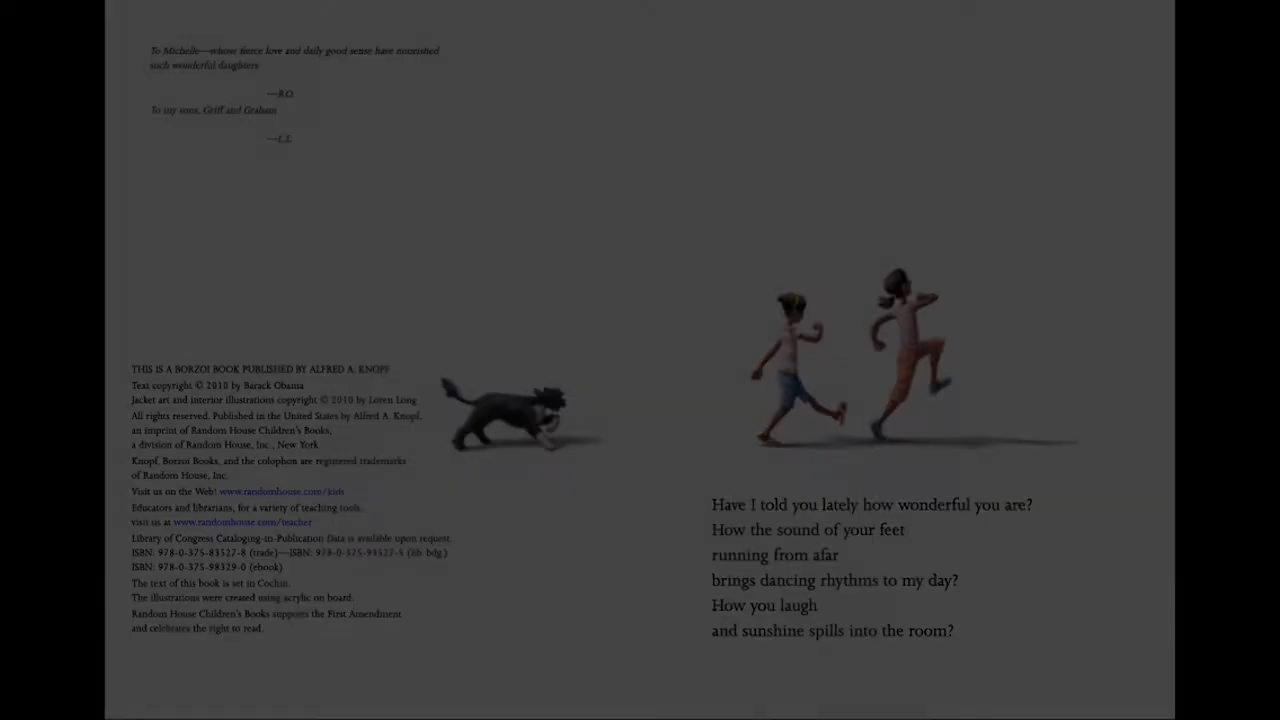 To Michelle—whose fierce love and daily good sense have nourished
such wonderful daughters
—B.O.
To my sons, Griff and Graham
—L.L.
THIS IS A BORZOI BOOK PUBLISHED BY ALFRED A. KNOPF
Text copyright © 2010 by Barack Obama
Jacket art and interior illustrations copyright © 2010 by Loren Long
All rights reserved. Published in the United States by Alfred A. Knopf,
an imprint of Random House Children's Books,
a division of Random House, Inc., New York.
Knopf, Borzoi Books, and the colophon are registered trademarks
of Random House, Inc.
Visit us on the Web! www.randomhouse.com/kids
Educators and librarians, for a variety of teaching tools,
visit us at www.randomhouse.com/teachers
Library of Congress Cataloging-in-Publication Data is available upon request.
ISBN: 978-0-375-83527-8 (trade)—ISBN: 978-0-375-93527-5 (lib. bdg.)
ISBN: 978-0-375-98329-0 (ebook)
The text of this book is set in Cochin.
The illustrations were created using acrylic on board.
Random House Children's Books supports the First Amendment
and celebrates the right to read.
Have I told you lately how wonderful you are?
How the sound of your feet
running from afar
brings dancing rhythms to my day?
How you laugh
and sunshine spills into the room?